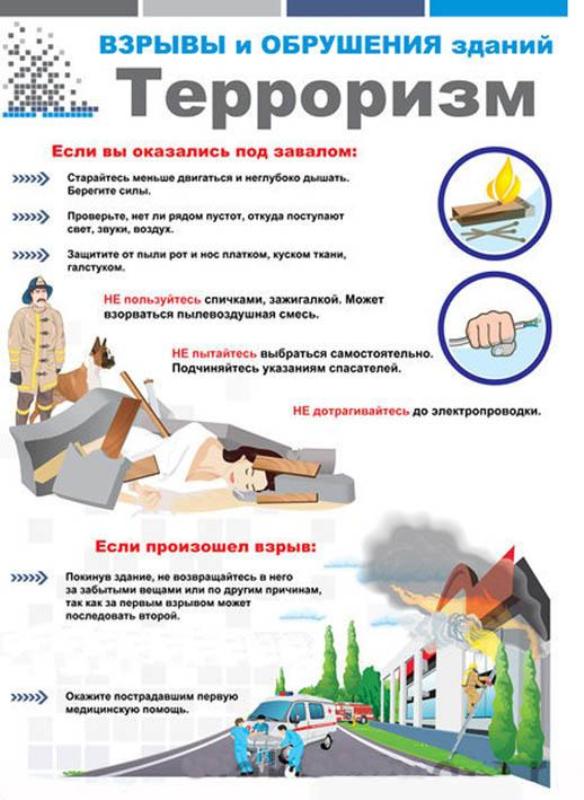 ВЗРЫВЫ и ОБРУШЕНИЯ зданий
Терроризм
Если вы оказались под завалом:
Старайтесь меньше двигаться и неглубоко дышать.
Берегите силы.
Проверьте, нет ли рядом пустот, откуда поступают
свет, звуки, воздух.
Защитите от пыли рот и нос платком, куском ткани,
галстуком.
НЕ пользуйтесь спичками, зажигалкой. Может
взорваться пылевоздушная смесь.
НЕ пытайтесь выбраться самостоятельно.
Подчиняйтесь указаниям спасателей.
НЕ дотрагивайтесь до электропроводки.
Если произошел взрыв:
Покинув здание, не возвращайтесь в него
за забытыми вещами или по другим причинам,
так как за первым взрывом может
последовать второй.
Окажите пострадавшим первую
медицинскую помощь.